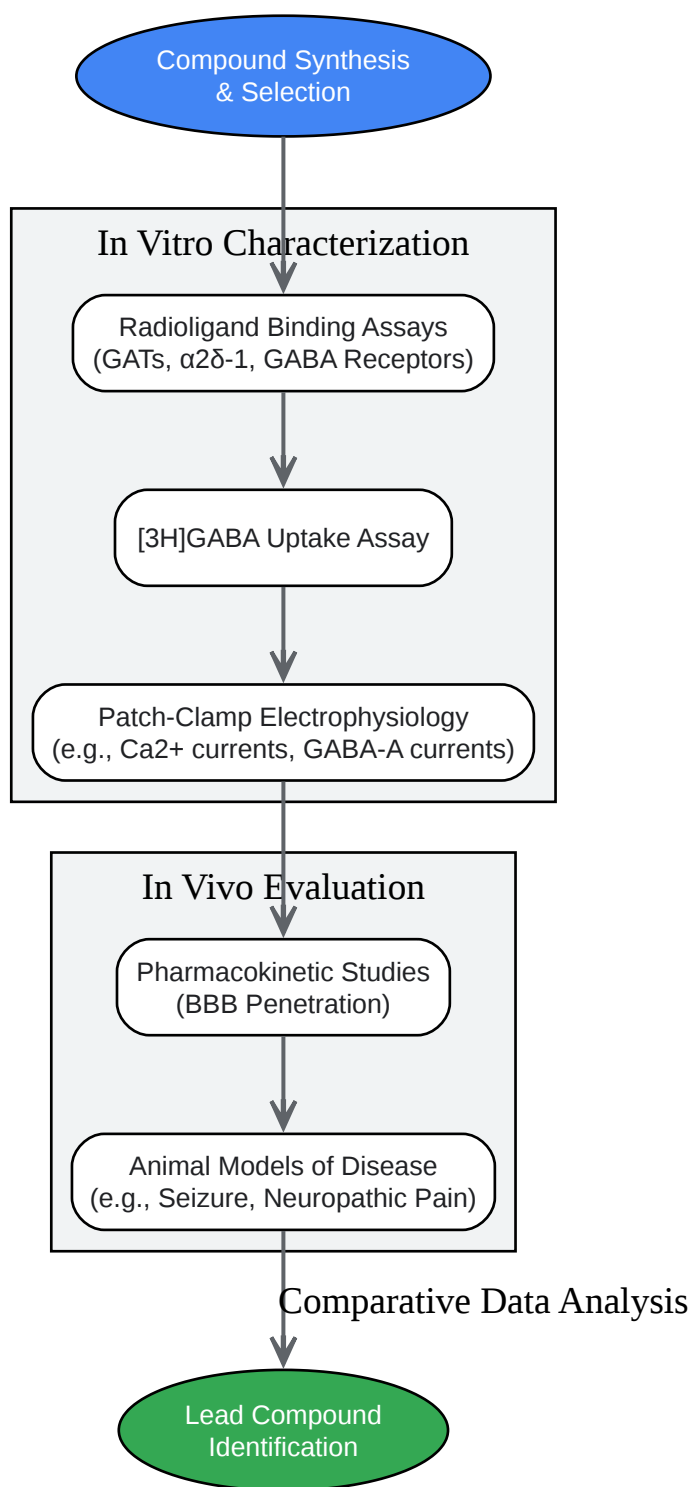 Compound Synthesis
& Selection
In Vitro Characterization
Radioligand Binding Assays
(GATs, α2δ-1, GABA Receptors)
[3H]GABA Uptake Assay
Patch-Clamp Electrophysiology
(e.g., Ca2+ currents, GABA-A currents)
In Vivo Evaluation
Pharmacokinetic Studies
(BBB Penetration)
Animal Models of Disease
(e.g., Seizure, Neuropathic Pain)
Comparative Data Analysis
Lead Compound
Identification